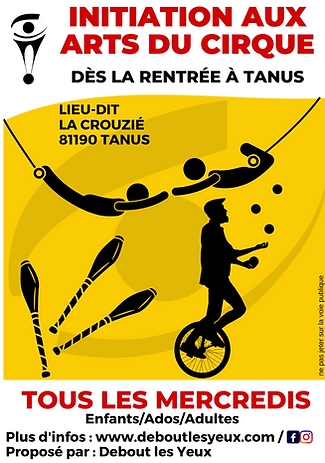 INITIATION AUX
ARTS DU CIRQUE
DÈS LA RENTRÉE À TANUS
LIEU-DIT
LA CROUZIÉ
81190 TANUS
ne pas jeter sur la voie publique
TOUS LES MERCREDIS
Enfants/Ados/Adultes
Plus d'infos : www.deboutlesyeux.com /
Proposé par : Debout les Yeux